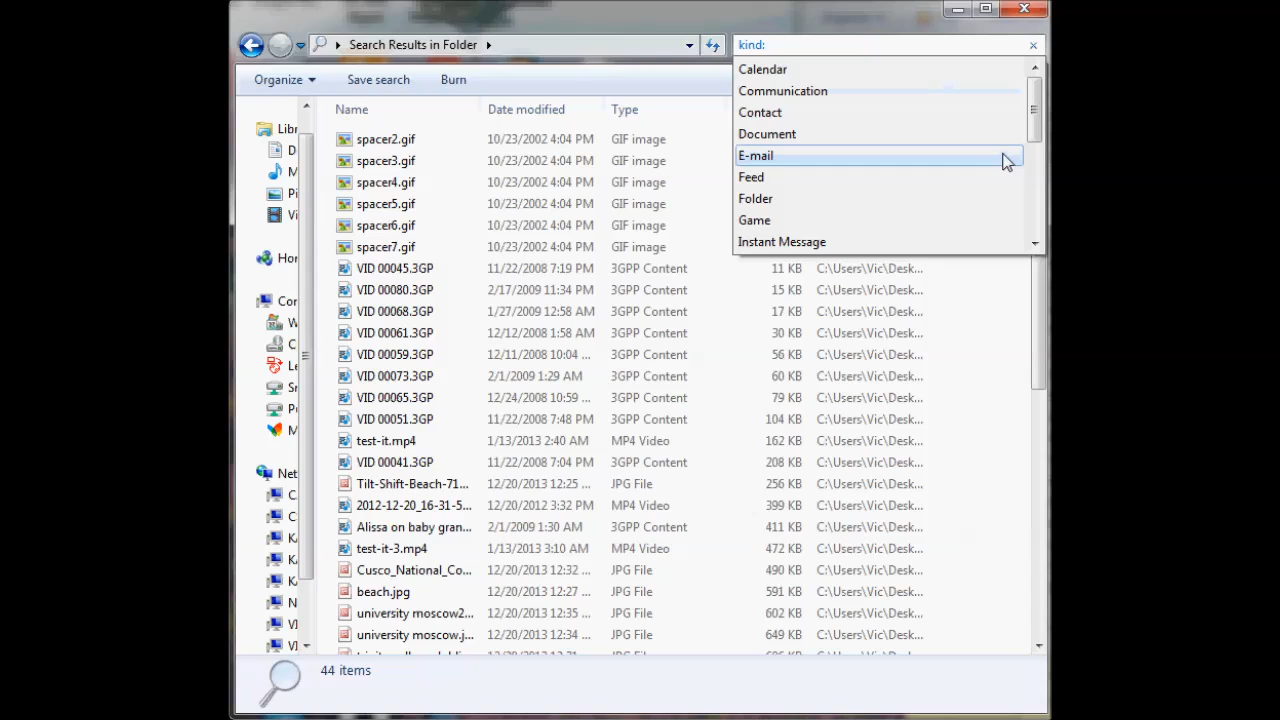 Search Results in Folder
kind:
Organize
Save search
Burn
Calendar
Communication
Contact
Document
E-mail
Feed
Folder
Game
Instant Message
Name
Date modified
Type
spacer2.gif 10/23/2002 4:04 PM GIF image
spacer3.gif 10/23/2002 4:04 PM GIF image
spacer4.gif 10/23/2002 4:04 PM GIF image
spacer5.gif 10/23/2002 4:04 PM GIF image
spacer6.gif 10/23/2002 4:04 PM GIF image
spacer7.gif 10/23/2002 4:04 PM GIF image
VID 00045.3GP 11/22/2008 7:19 PM 3GPP Content 11 KB C:\Users\Vic\Desk...
VID 00080.3GP 2/17/2009 11:34 PM 3GPP Content 15 KB C:\Users\Vic\Desk...
VID 00068.3GP 1/27/2009 12:58 AM 3GPP Content 17 KB C:\Users\Vic\Desk...
VID 00061.3GP 12/12/2008 1:58 AM 3GPP Content 30 KB C:\Users\Vic\Desk...
VID 00059.3GP 12/11/2008 10:04 ... 3GPP Content 56 KB C:\Users\Vic\Desk...
VID 00073.3GP 2/1/2009 1:29 AM 3GPP Content 60 KB C:\Users\Vic\Desk...
VID 00065.3GP 12/24/2008 10:59 ... 3GPP Content 79 KB C:\Users\Vic\Desk...
VID 00051.3GP 11/22/2008 7:48 PM 3GPP Content 104 KB C:\Users\Vic\Desk...
test-it.mp4 1/13/2013 2:40 AM MP4 Video 162 KB C:\Users\Vic\Desk...
VID 00041.3GP 11/22/2008 7:04 PM 3GPP Content 208 KB C:\Users\Vic\Desk...
Tilt-Shift-Beach-71... 12/20/2013 12:25 ... JPG File 256 KB C:\Users\Vic\Desk...
2012-12-20_16-31-5... 12/20/2012 3:32 PM MP4 Video 399 KB C:\Users\Vic\Desk...
Alissa on baby gran... 2/1/2009 1:30 AM 3GPP Content 411 KB C:\Users\Vic\Desk...
test-it-3.mp4 1/13/2013 3:10 AM MP4 Video 472 KB C:\Users\Vic\Desk...
Cusco_National_Co... 12/20/2013 12:32 ... JPG File 490 KB C:\Users\Vic\Desk...
beach.jpg 12/20/2013 12:27 ... JPG File 591 KB C:\Users\Vic\Desk...
university moscow2... 12/20/2013 12:35 ... JPG File 602 KB C:\Users\Vic\Desk...
university moscow.j... 12/20/2013 12:34 ... JPG File 649 KB C:\Users\Vic\Desk...
44 items